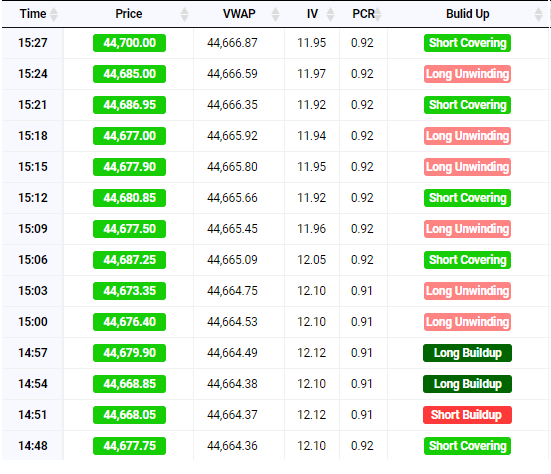 Time Price VWAP IV PCR Bulid Up
15:27 44,700.00 44,666.87 11.95 0.92 Short Covering
15:24 44,685.00 44,666.59 11.97 0.92 Long Unwinding
15:21 44,686.95 44,666.35 11.92 0.92 Short Covering
15:18 44,677.00 44,665.92 11.94 0.92 Long Unwinding
15:15 44,677.90 44,665.80 11.95 0.92 Long Unwinding
15:12 44,680.85 44,665.66 11.92 0.92 Short Covering
15:09 44,677.50 44,665.45 11.96 0.92 Long Unwinding
15:06 44,687.25 44,665.09 12.05 0.92 Short Covering
15:03 44,673.35 44,664.75 12.10 0.91 Long Unwinding
15:00 44,676.40 44,664.53 12.10 0.91 Long Unwinding
14:57 44,679.90 44,664.49 12.12 0.91 Long Buildup
14:54 44,668.85 44,664.38 12.10 0.91 Long Buildup
14:51 44,668.05 44,664.37 12.12 0.91 Short Buildup
14:48 44,677.75 44,664.36 12.10 0.92 Short Covering